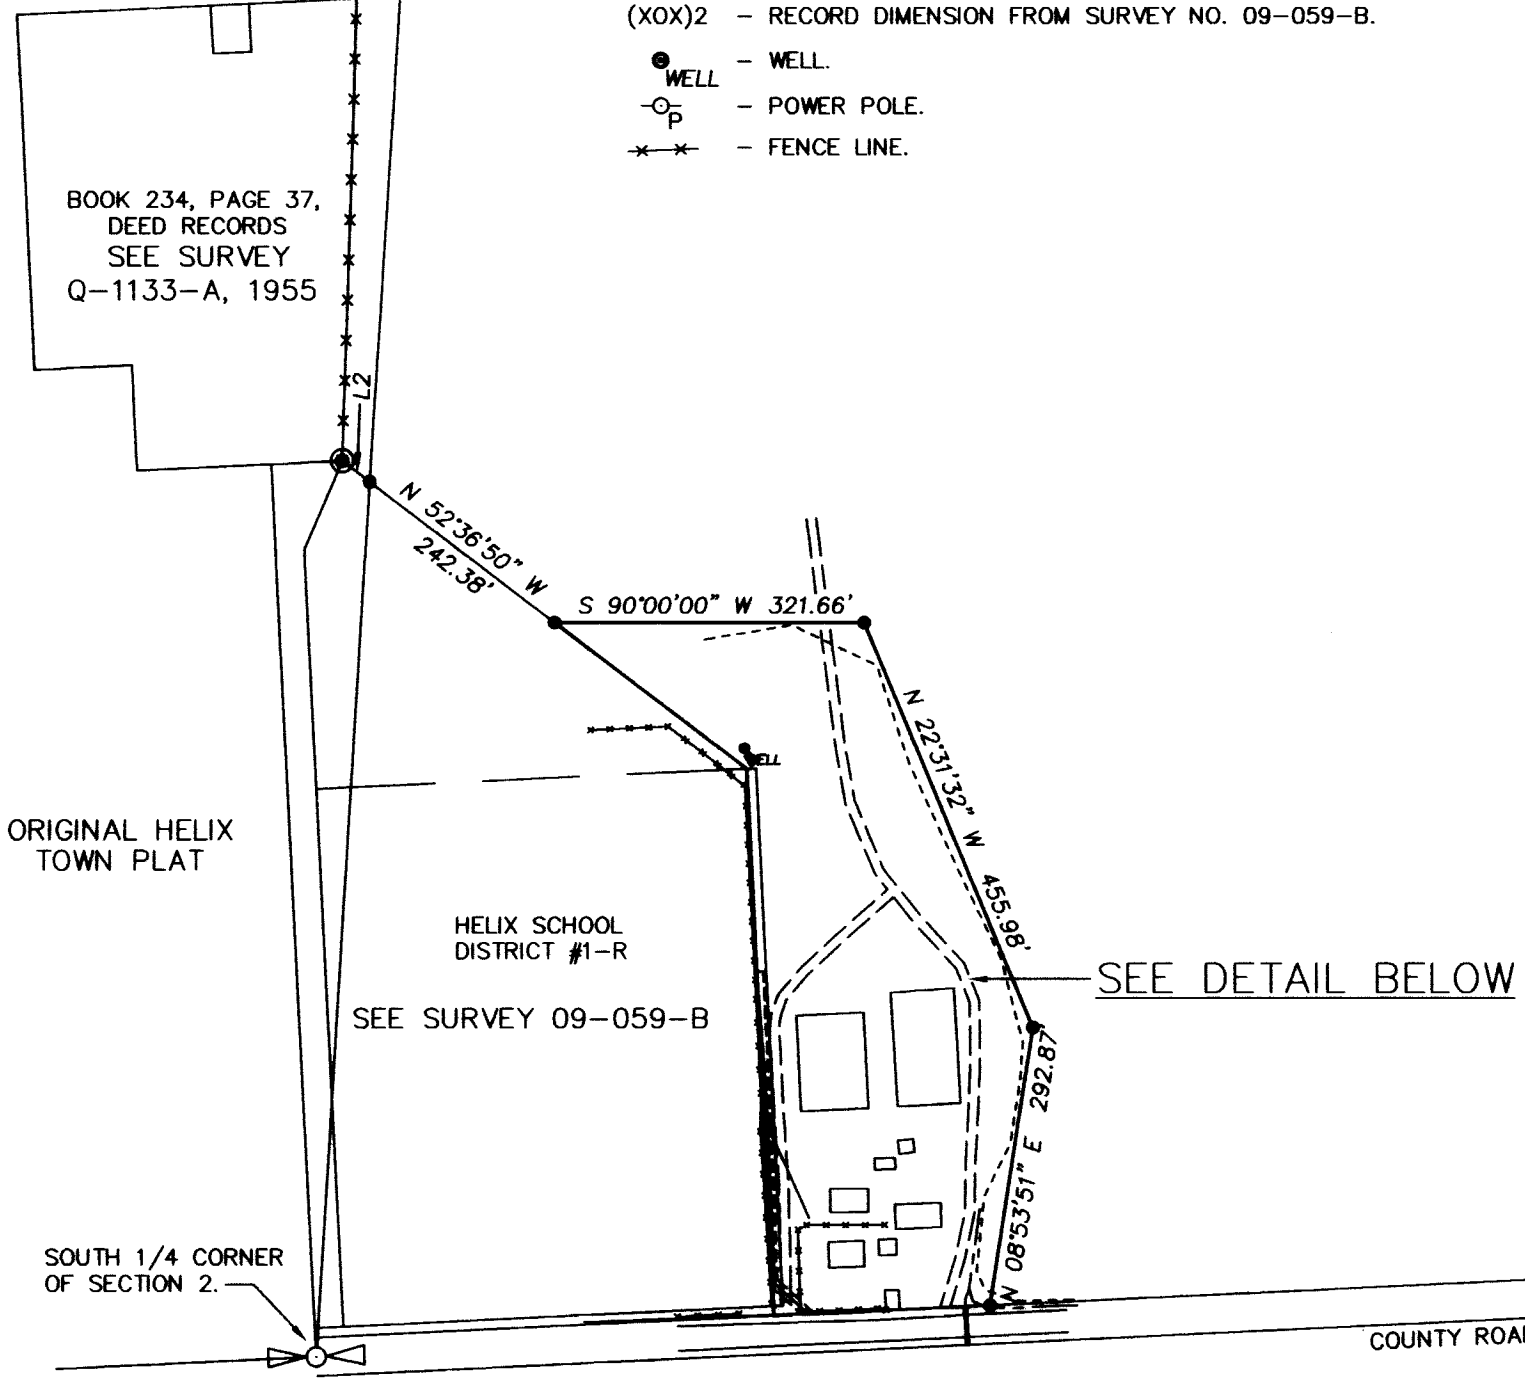 (XOX)2 – RECORD DIMENSION FROM SURVEY NO. 09–059–B.
WELL – WELL.
P – POWER POLE.
– FENCE LINE.
BOOK 234, PAGE 37,
DEED RECORDS
SEE SURVEY
Q–1133–A, 1955
L2
N 52°36'50" W
242.38'
S 90°00'00" W 321.66'
N 22°31'32" W 455.98'
WELL
ORIGINAL HELIX
TOWN PLAT
HELIX SCHOOL
DISTRICT #1–R
SEE SURVEY 09–059–B
SEE DETAIL BELOW
N 08°53'51" E 292.87'
SOUTH 1/4 CORNER
OF SECTION 2.
COUNTY ROAD